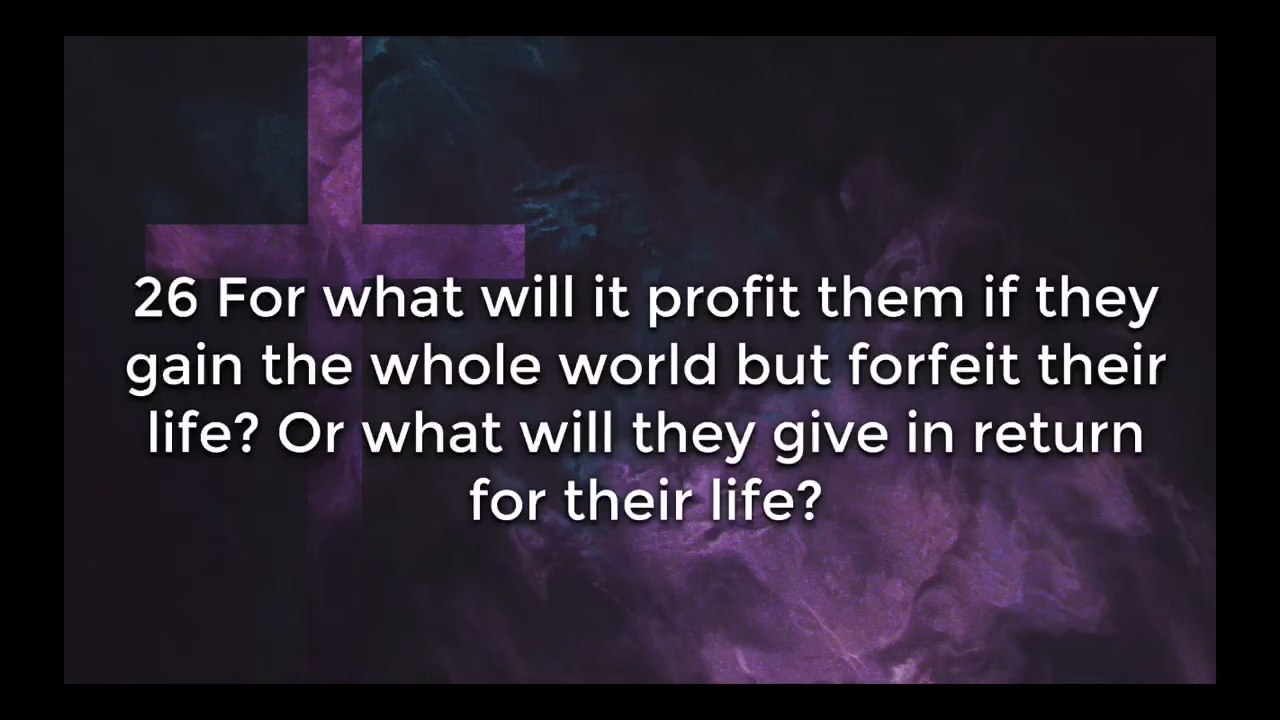 26 For what will it profit them if they
gain the whole world but forfeit their
life? Or what will they give in return
for their life?